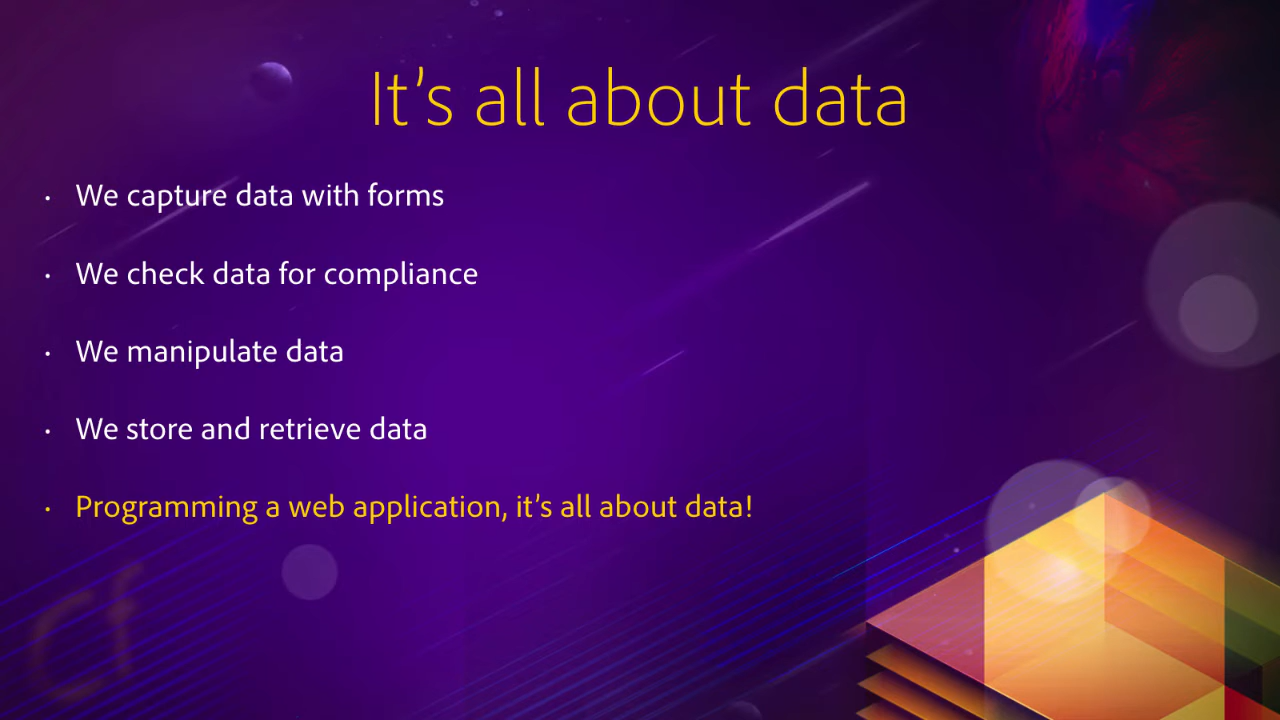 It’s all about data
• We capture data with forms
• We check data for compliance
• We manipulate data
• We store and retrieve data
• Programming a web application, it’s all about data!
Cf